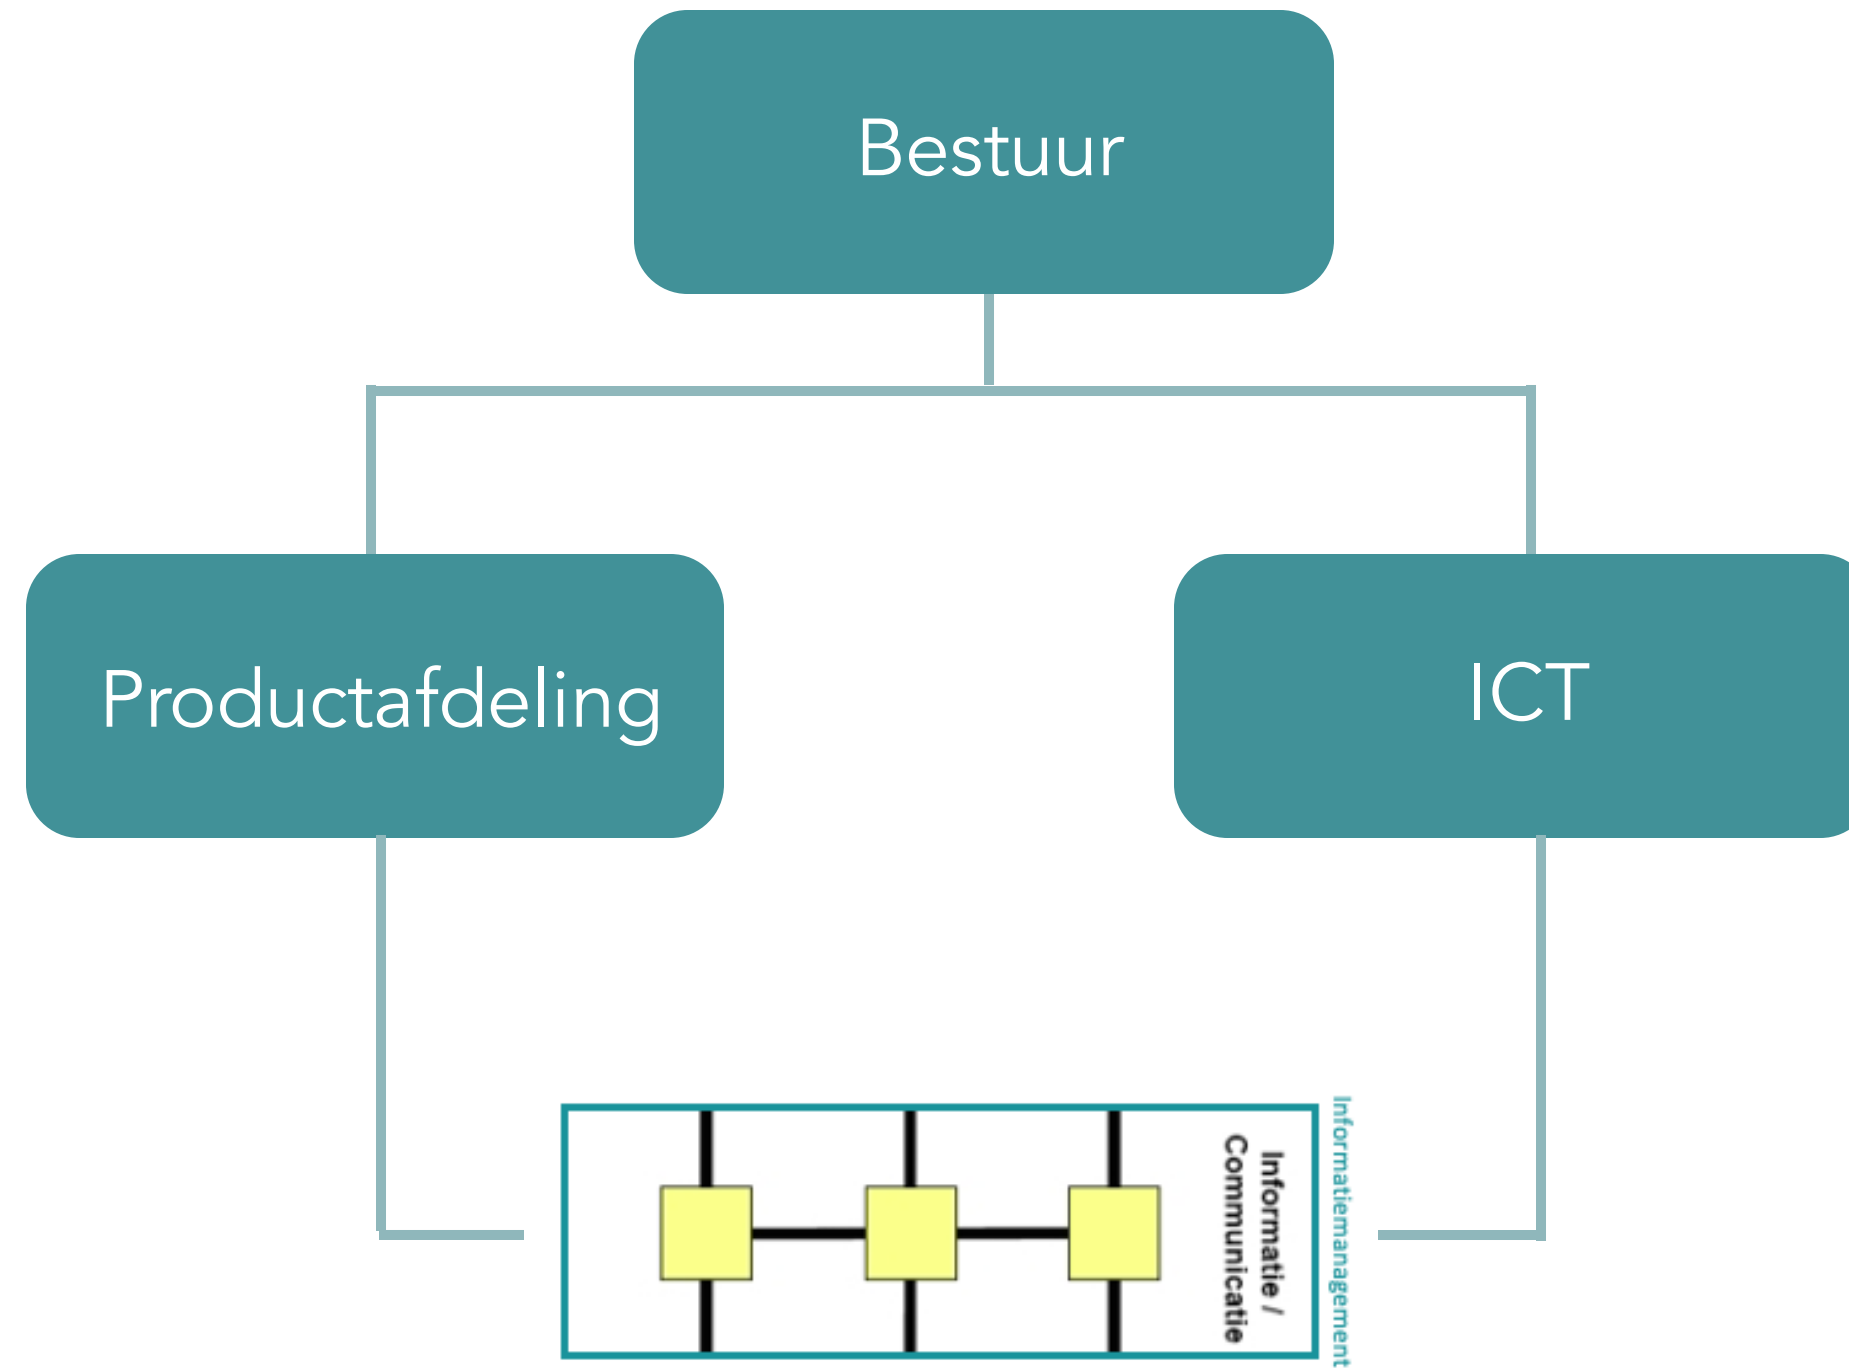 Bestuur
Productafdeling
ICT
Informatie /
Communicatie
Informatiemanagement